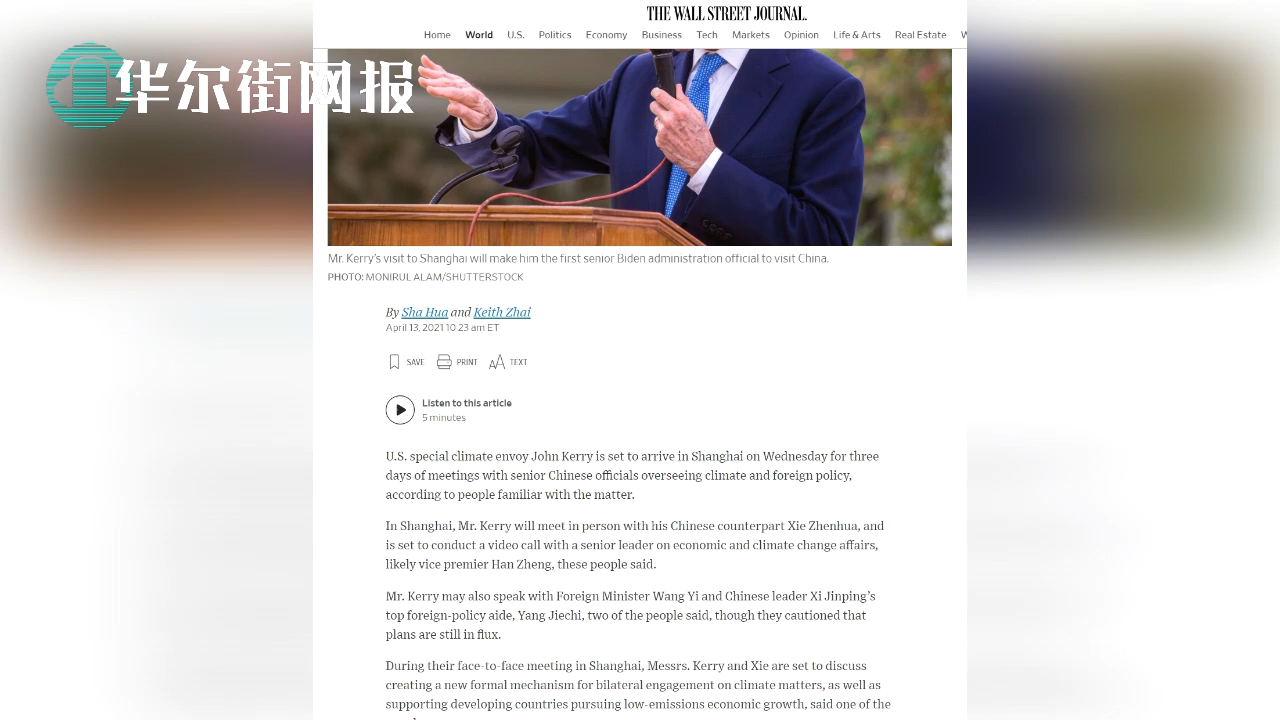 THE WALL STREET JOURNAL.
Home World U.S. Politics Economy Business Tech Markets Opinion Life & Arts Real Estate
华尔街网报
Mr. Kerry's visit to Shanghai will make him the first senior Biden administration official to visit China.
PHOTO: MONIRUL ALAM/SHUTTERSTOCK
By Sha Hua and Keith Zhai
April 13, 2021 10:23 am ET
SAVE PRINT AA TEXT
Listen to this article
5 minutes
U.S. special climate envoy John Kerry is set to arrive in Shanghai on Wednesday for three
days of meetings with senior Chinese officials overseeing climate and foreign policy,
according to people familiar with the matter.
In Shanghai, Mr. Kerry will meet in person with his Chinese counterpart Xie Zhenhua, and
is set to conduct a video call with a senior leader on economic and climate change affairs,
likely vice premier Han Zheng, these people said.
Mr. Kerry may also speak with Foreign Minister Wang Yi and Chinese leader Xi Jinping's
top foreign-policy aide, Yang Jiechi, two of the people said, though they cautioned that
plans are still in flux.
During their face-to-face meeting in Shanghai, Messrs. Kerry and Xie are set to discuss
creating a new formal mechanism for bilateral engagement on climate matters, as well as
supporting developing countries pursuing low-emissions economic growth, said one of the